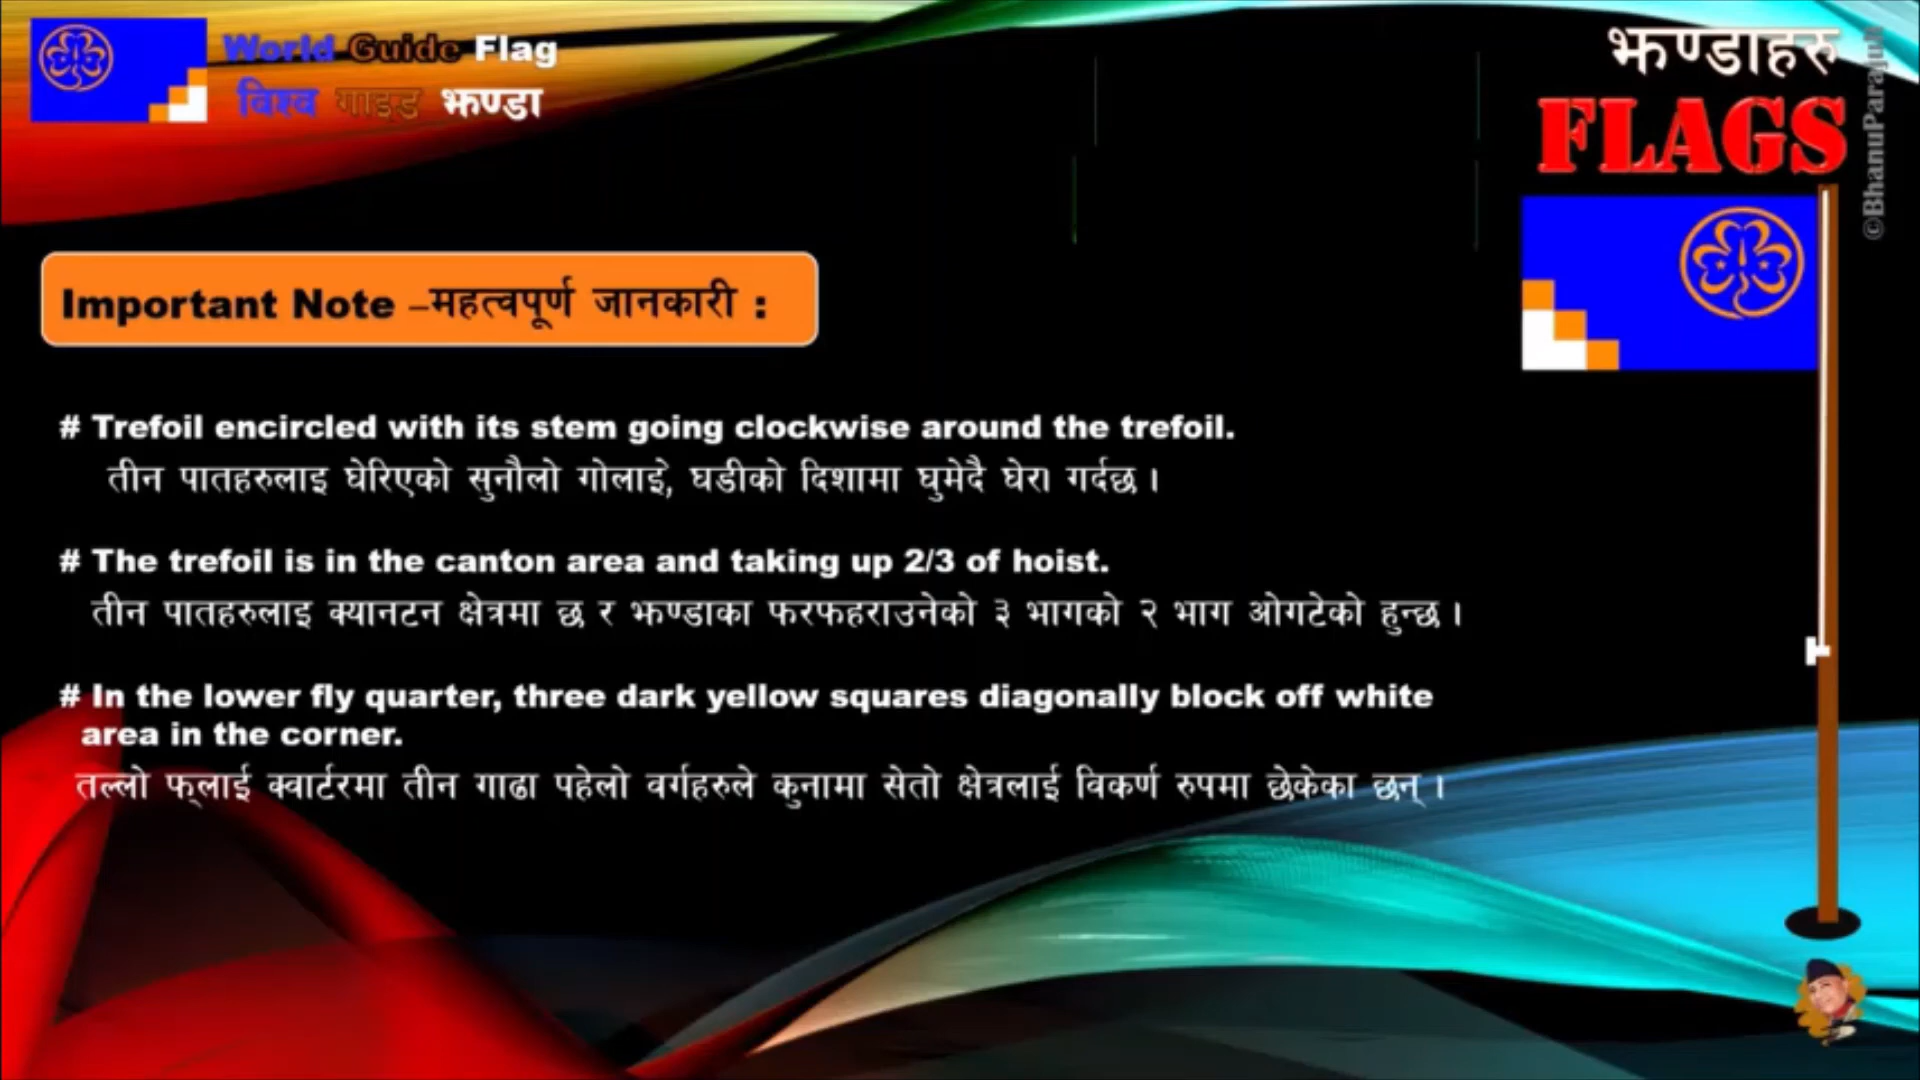 World Guide Flag
विश्व गाइड झण्डा
झण्डाहरु
FLAGS
©BhanuParajuli
Important Note –महत्वपूर्ण जानकारी :
# Trefoil encircled with its stem going clockwise around the trefoil.
तीन पातहरुलाइ घेरिएको सुनौलो गोलाइे, घडीको दिशामा घुमेदै घेरा गर्दछ ।
# The trefoil is in the canton area and taking up 2/3 of hoist.
तीन पातहरुलाइ क्यानटन क्षेत्रमा छ र झण्डाका फरफहराउनेको ३ भागको २ भाग ओगटेको हुन्छ ।
# In the lower fly quarter, three dark yellow squares diagonally block off white
area in the corner.
तल्लो फ्लाई क्वार्टरमा तीन गाढा पहेलो वर्गहरुले कुनामा सेतो क्षेत्रलाई विकर्ण रुपमा छेकेका छन् ।